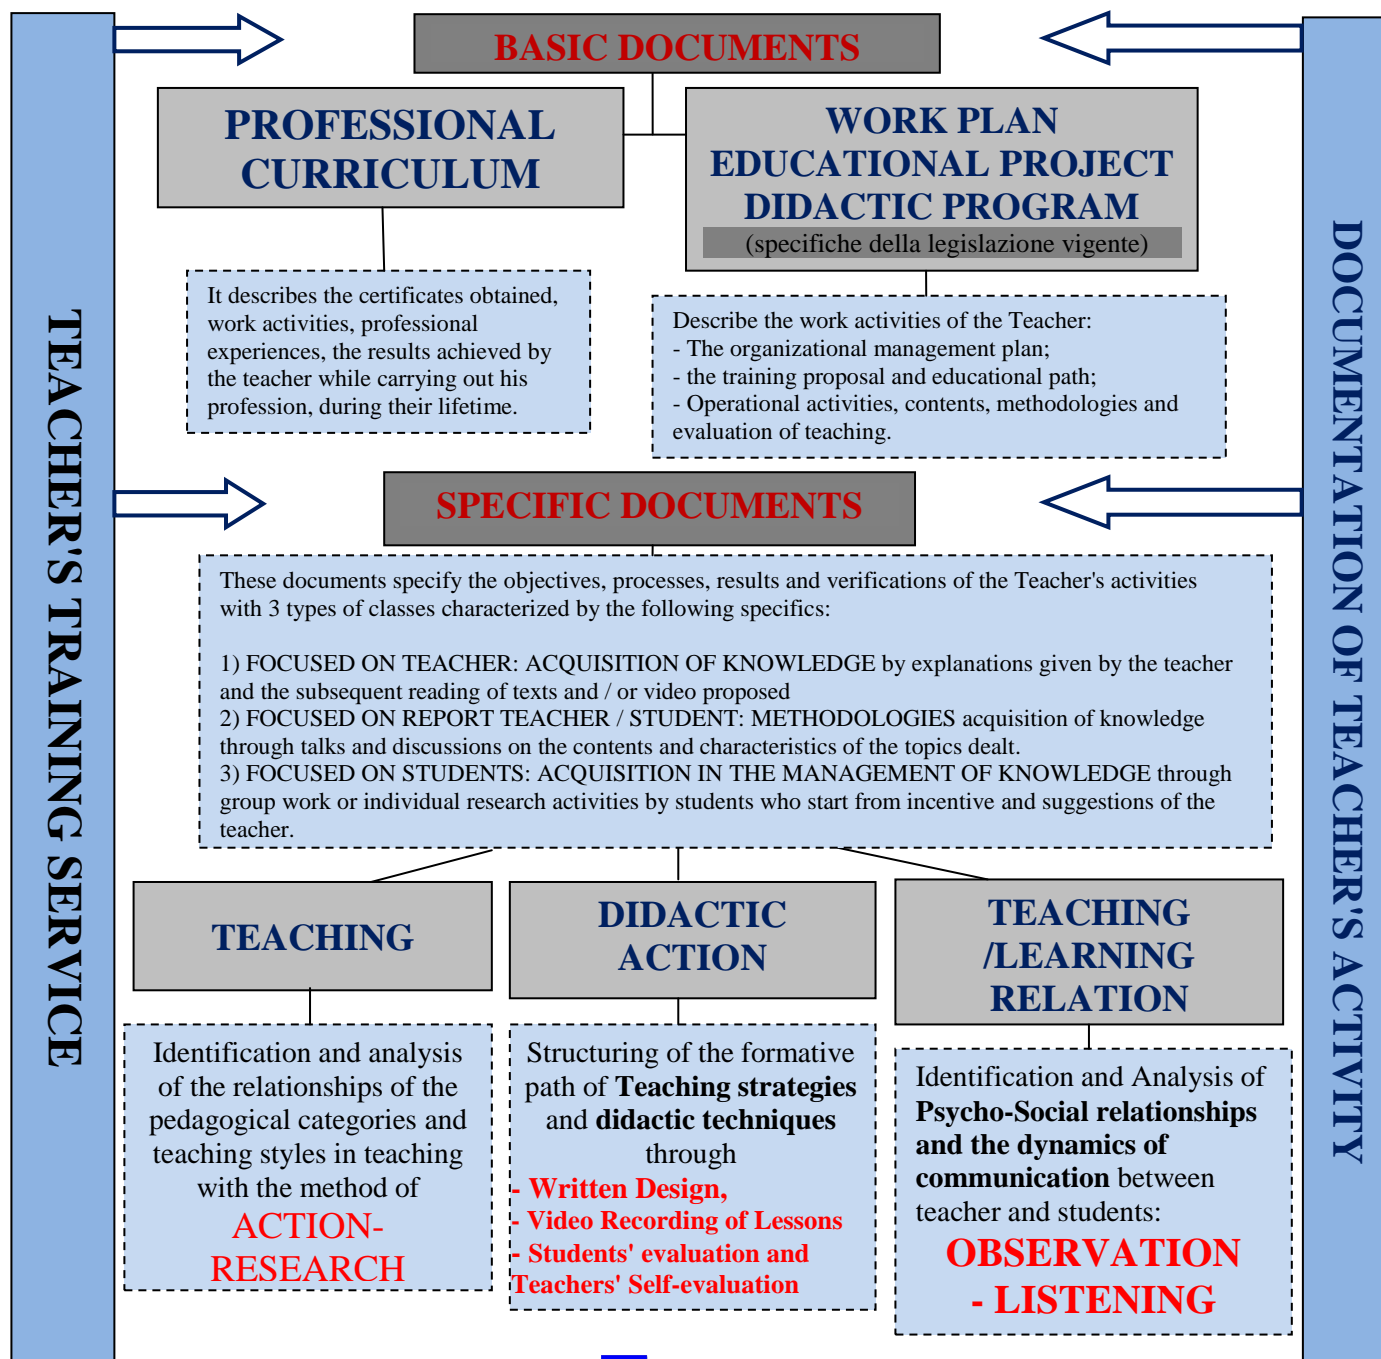 TEACHER'S TRAINING SERVICE
BASIC DOCUMENTS
PROFESSIONAL
CURRICULUM
WORK PLAN
EDUCATIONAL PROJECT
DIDACTIC PROGRAM
(specifiche della legislazione vigente)
It describes the certificates obtained,
work activities, professional
experiences, the results achieved by
the teacher while carrying out his
profession, during their lifetime.
Describe the work activities of the Teacher:
- The organizational management plan;
- the training proposal and educational path;
- Operational activities, contents, methodologies and
evaluation of teaching.
SPECIFIC DOCUMENTS
These documents specify the objectives, processes, results and verifications of the Teacher's activities
with 3 types of classes characterized by the following specifics:
1) FOCUSED ON TEACHER: ACQUISITION OF KNOWLEDGE by explanations given by the teacher
and the subsequent reading of texts and / or video proposed
2) FOCUSED ON REPORT TEACHER / STUDENT: METHODOLOGIES acquisition of knowledge
through talks and discussions on the contents and characteristics of the topics dealt.
3) FOCUSED ON STUDENTS: ACQUISITION IN THE MANAGEMENT OF KNOWLEDGE through
group work or individual research activities by students who start from incentive and suggestions of the
teacher.
TEACHING
Identification and analysis
of the relationships of the
pedagogical categories and
teaching styles in teaching
with the method of
ACTION-
RESEARCH
DIDACTIC
ACTION
Structuring of the formative
path of Teaching strategies
and didactic techniques
through
- Written Design,
- Video Recording of Lessons
- Students' evaluation and
Teachers' Self-evaluation
TEACHING
/LEARNING
RELATION
Identification and Analysis of
Psycho-Social relationships
and the dynamics of
communication between
teacher and students:
OBSERVATION
- LISTENING
DOCUMENTATION OF TEACHER'S ACTIVITY